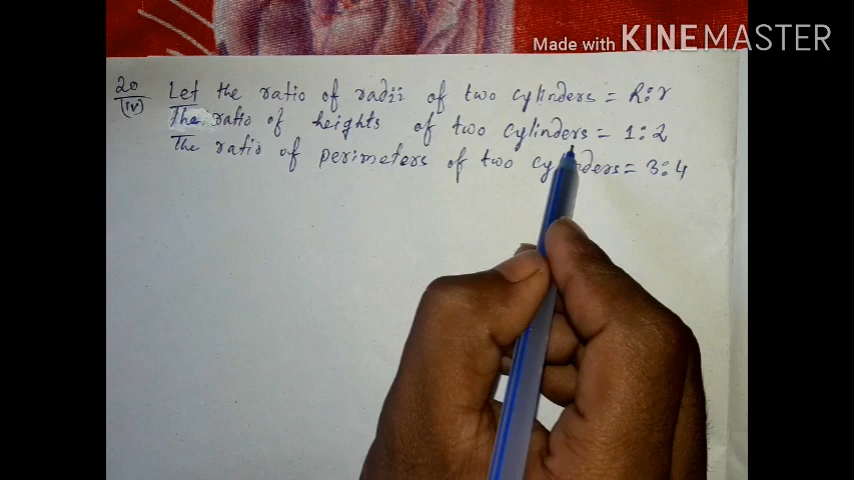 Made with KINEMASTER
20 Let the ratio of radii of two cylinders = R:r
(iv) The ratio of heights of two cylinders = 1:2
The ratio of perimeters of two cylinders = 3:4